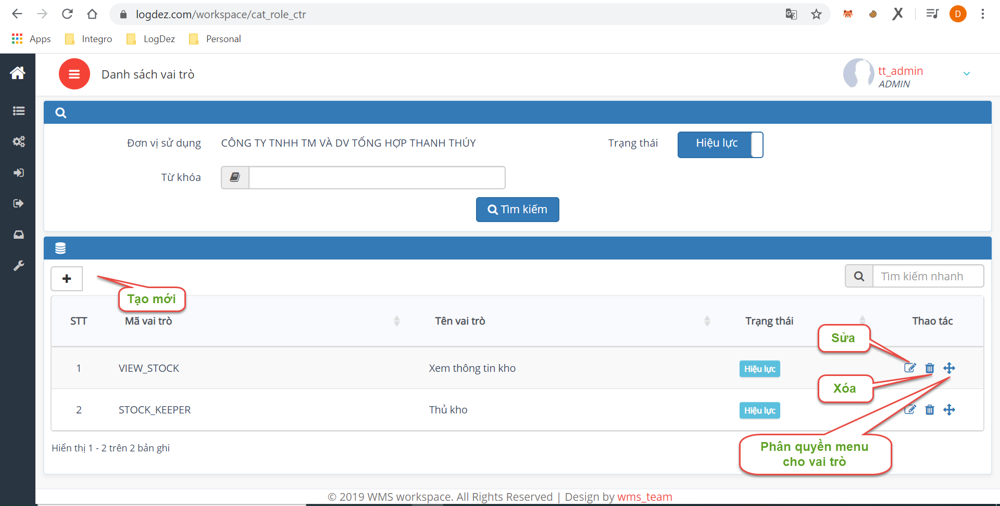 logdez.com/workspace/cat_role_ctr
D
Apps Integro LogDez Personal
Danh sách vai trò
tt_admin
ADMIN
Đơn vị sử dụng CÔNG TY TNHH TM VÀ DV TỔNG HỢP THANH THÚY Trạng thái Hiệu lực
Từ khóa
Tìm kiếm
Tìm kiếm nhanh
Tạo mới
STT Mã vai trò Tên vai trò Trạng thái Thao tác
Sửa
1 VIEW_STOCK Xem thông tin kho Hiệu lực
Xóa
2 STOCK_KEEPER Thủ kho Hiệu lực
Phân quyền menu
cho vai trò
Hiển thị 1 - 2 trên 2 bản ghi
© 2019 WMS workspace. All Rights Reserved | Design by wms_team